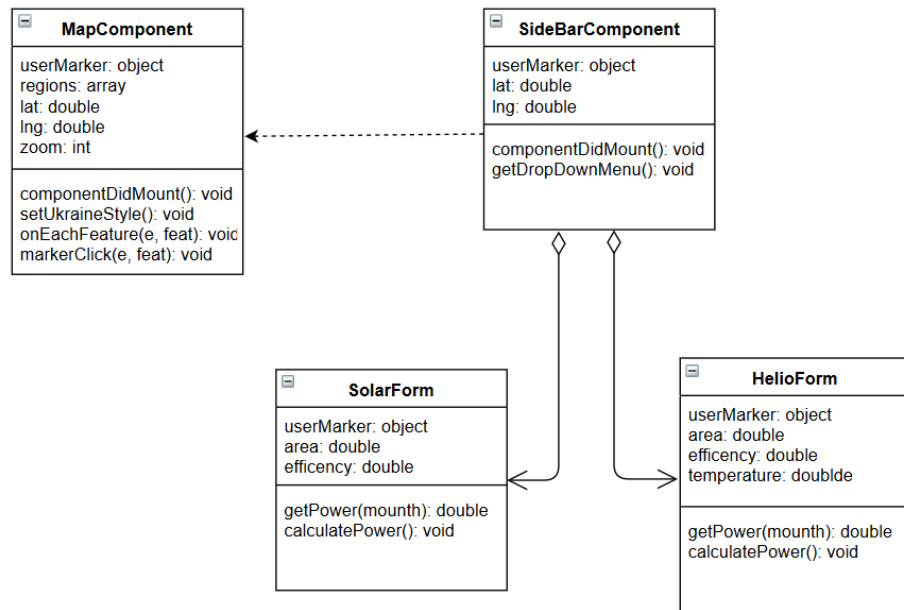 MapComponent
userMarker: object
regions: array
lat: double
lng: double
zoom: int
componentDidMount(): void
setUkraineStyle(): void
onEachFeature(e, feat): void
markerClick(e, feat): void
SideBarComponent
userMarker: object
lat: double
lng: double
componentDidMount(): void
getDropDownMenu(): void
SolarForm
userMarker: object
area: double
efficency: double
getPower(mounth): double
calculatePower(): void
HelioForm
userMarker: object
area: double
efficency: double
temperature: doublde
getPower(mounth): double
calculatePower(): void